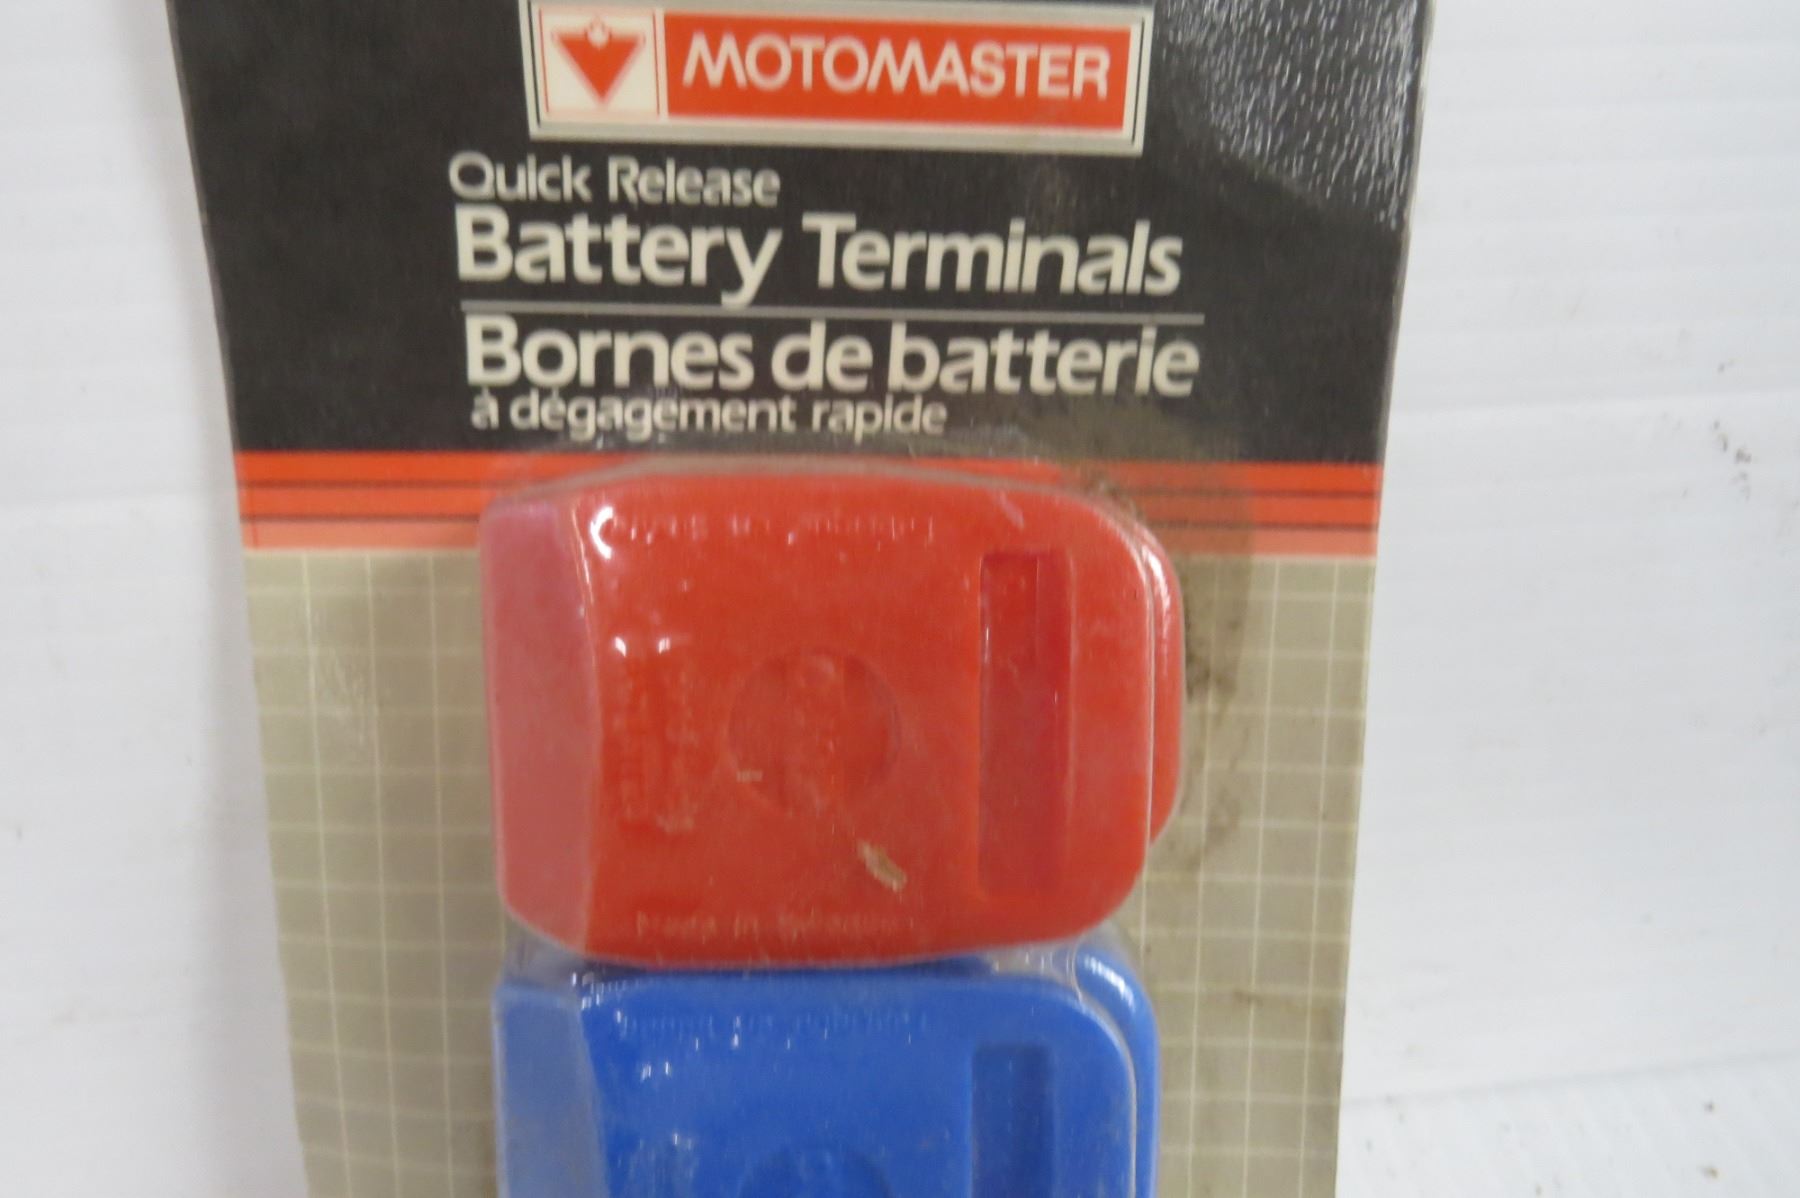 MOTOMASTER
Quick Release
Battery Terminals
Bornes de batterie
à dégagement rapide